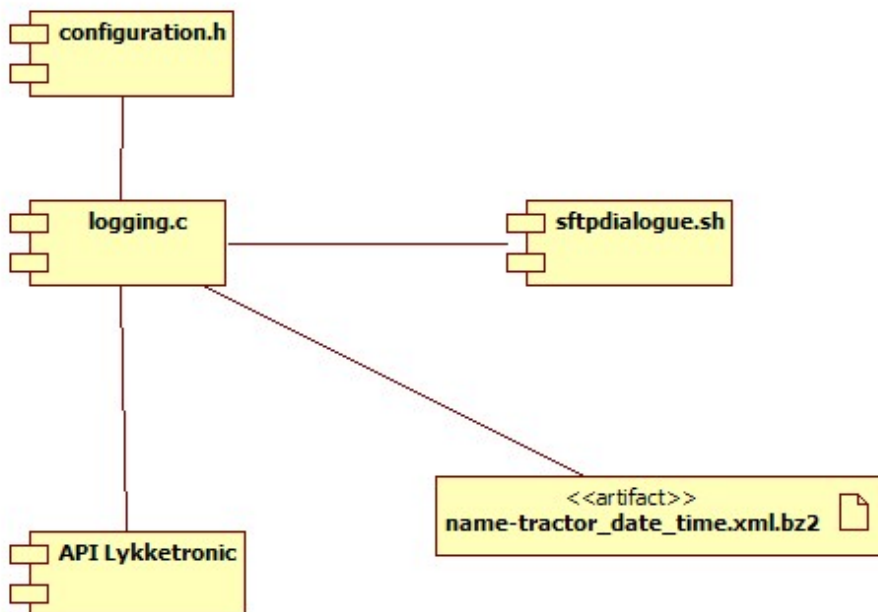 configuration.h
logging.c
sftpdialogue.sh
<<artifact>>
name-tractor_date_time.xml.bz2
API Lykketronic